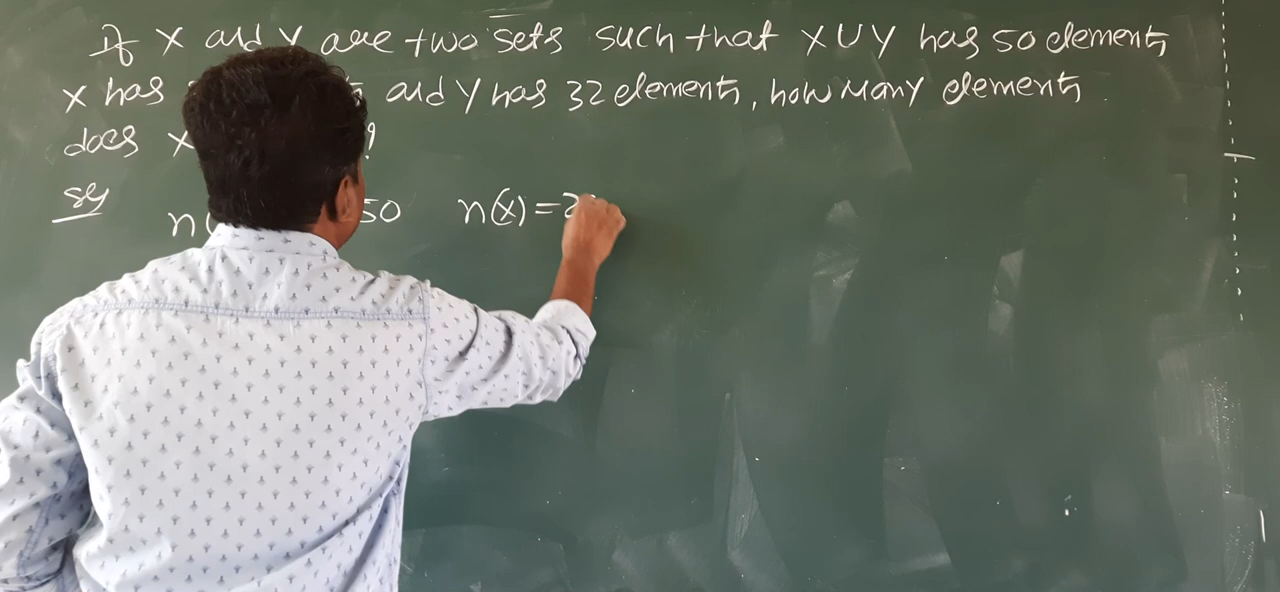 If X and Y are two sets such that X U Y has 50 elements
X has and Y has 32 elements, how many elements
does X ?
Sol
n( 50 n(X) = 2